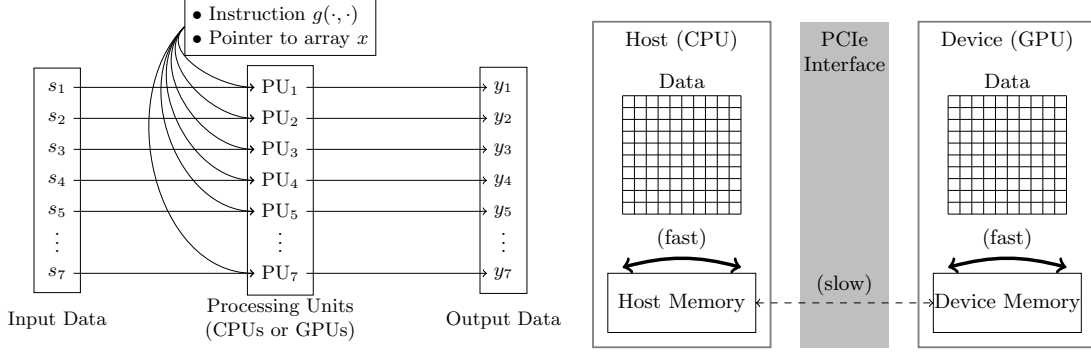 • Instruction g(·, ·)
• Pointer to array x
s₁
s₂
s₃
s₄
s₅
⋮
s₇
Input Data
PU₁
PU₂
PU₃
PU₄
PU₅
⋮
PU₇
Processing Units
(CPUs or GPUs)
y₁
y₂
y₃
y₄
y₅
⋮
y₇
Output Data
Host (CPU)
Data
(fast)
Host Memory
PCIe
Interface
(slow)
Device (GPU)
Data
(fast)
Device Memory